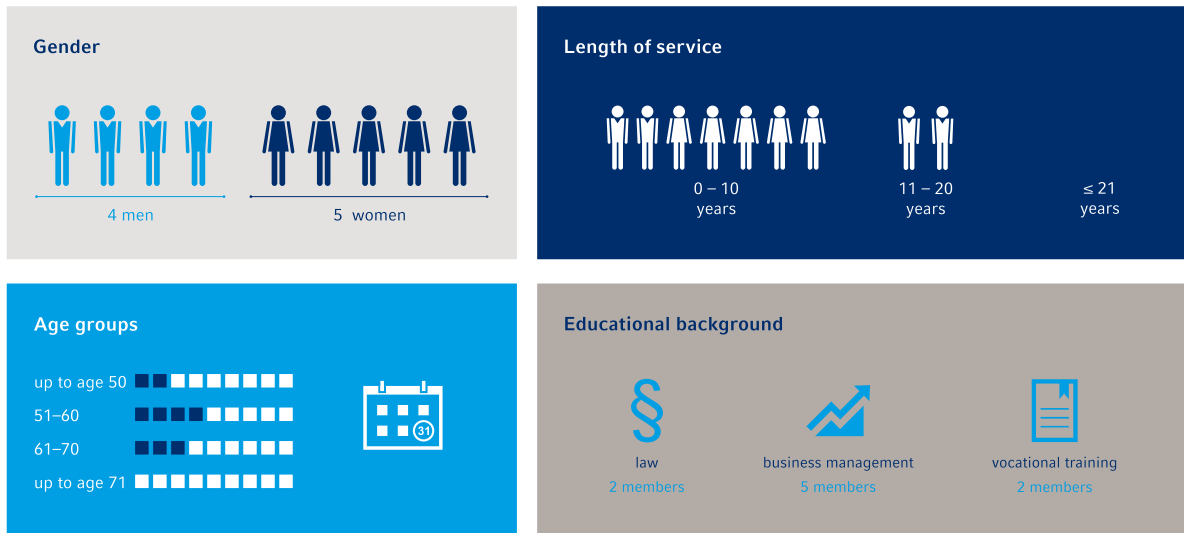 Gender
4 men
5 women
Length of service
0 – 10
years
11 – 20
years
≤ 21
years
Age groups
up to age 50
51–60
61–70
up to age 71
31
Educational background
§
law
2 members
business management
5 members
vocational training
2 members